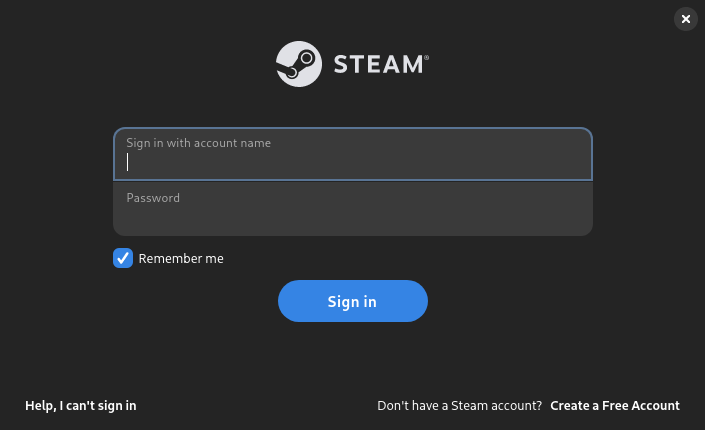 STEAM®
Sign in with account name
Password
Remember me
Sign in
Help, I can't sign in
Don't have a Steam account? Create a Free Account